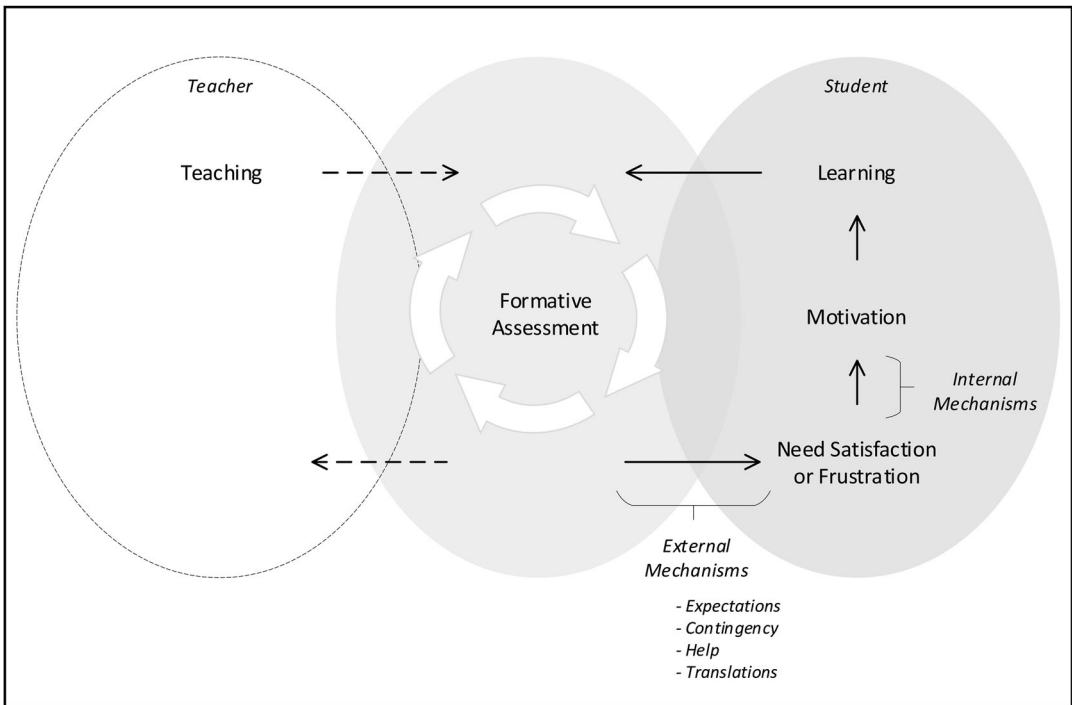 Teacher
Student
Teaching
Learning
Formative
Assessment
Motivation
Internal
Mechanisms
Need Satisfaction
or Frustration
External
Mechanisms
- Expectations
- Contingency
- Help
- Translations